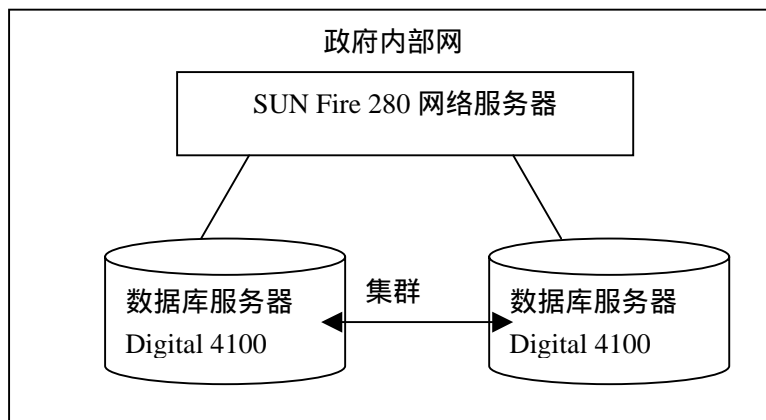 政府内部网
SUN Fire 280 网络服务器
数据库服务器
Digital 4100
集群
数据库服务器
Digital 4100